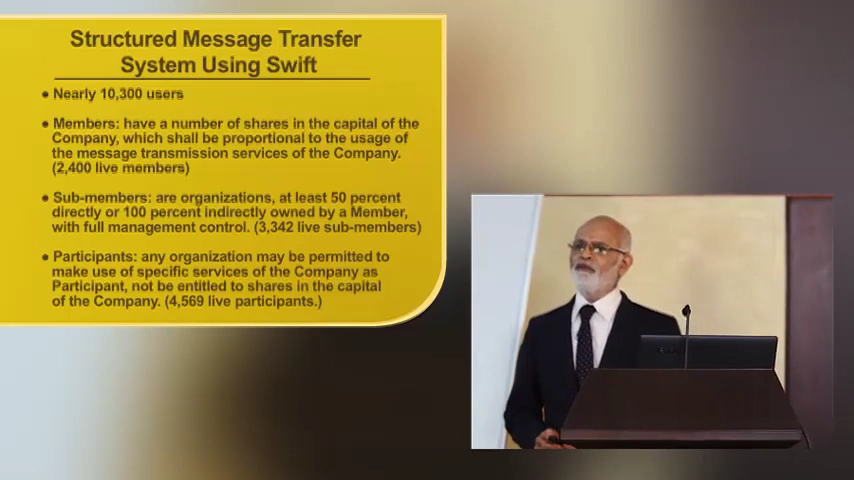 Structured Message Transfer
System Using Swift
• Nearly 10,300 users
• Members: have a number of shares in the capital of the
Company, which shall be proportional to the usage of
the message transmission services of the Company.
(2,400 live members)
• Sub-members: are organizations, at least 50 percent
directly or 100 percent indirectly owned by a Member,
with full management control. (3,342 live sub-members)
• Participants: any organization may be permitted to
make use of specific services of the Company as
Participant, not be entitled to shares in the capital
of the Company. (4,569 live participants.)